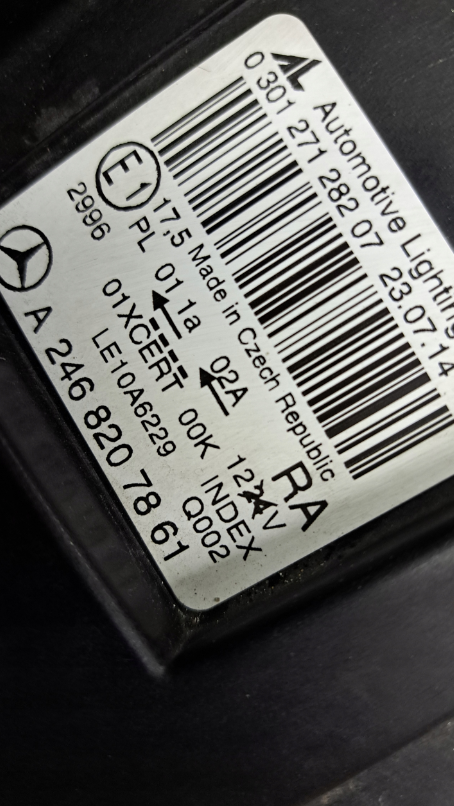 Automotive Lighting
0 301 271 282 07 23.07.14
Made in Czech Republic
E1 17,5
2996 PL 01 1a 02A RA
01XCERT 00K 12V
LE10A6229 INDEX
Q002
A 246 820 78 61